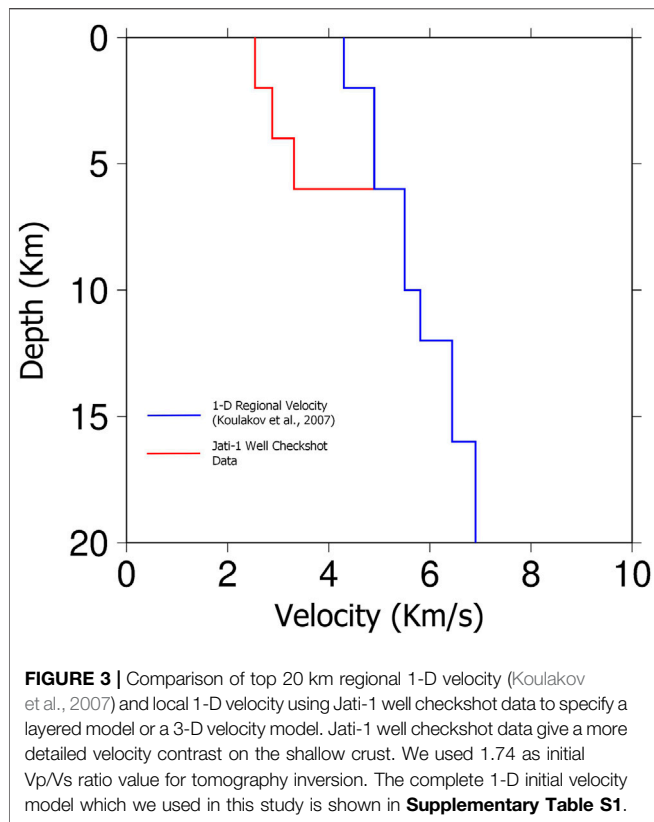 0
5
10
15
20
Depth (Km)
1-D Regional Velocity
(Koulakov et al., 2007)
Jati-1 Well Checkshot
Data
0 2 4 6 8 10
Velocity (Km/s)
FIGURE 3 | Comparison of top 20 km regional 1-D velocity (Koulakov
et al., 2007) and local 1-D velocity using Jati-1 well checkshot data to specify a
layered model or a 3-D velocity model. Jati-1 well checkshot data give a more
detailed velocity contrast on the shallow crust. We used 1.74 as initial
Vp/Vs ratio value for tomography inversion. The complete 1-D initial velocity
model which we used in this study is shown in Supplementary Table S1.